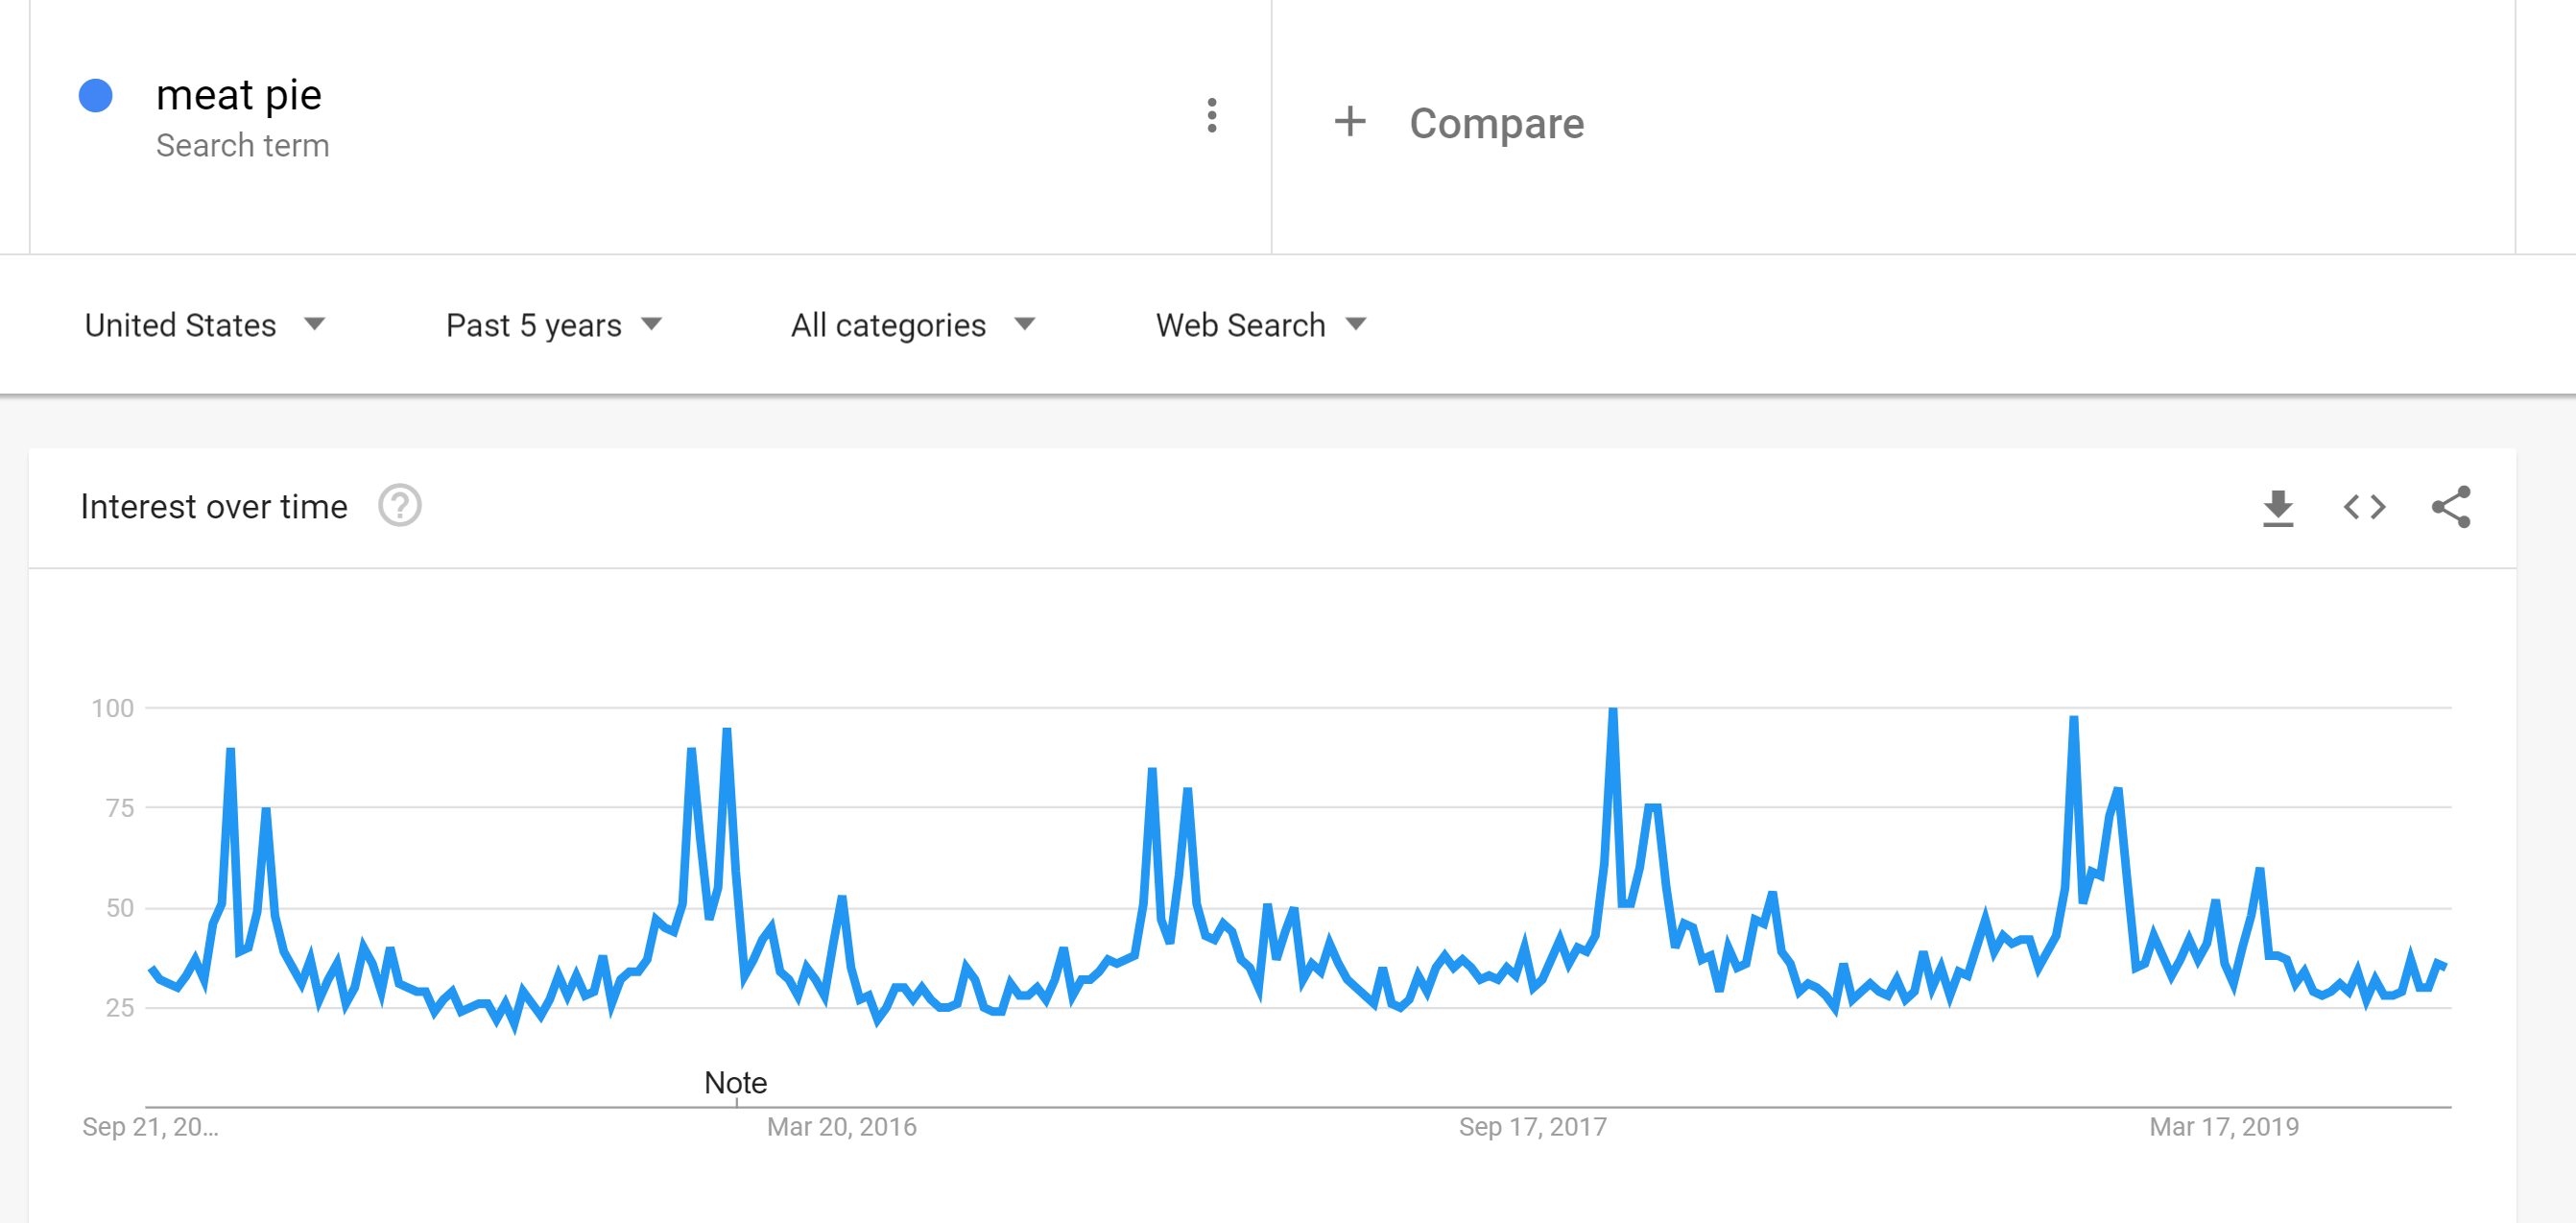 meat pie
Search term
+ Compare
United States
Past 5 years
All categories
Web Search
Interest over time
100
75
50
25
Note
Sep 21, 20...
Mar 20, 2016
Sep 17, 2017
Mar 17, 2019